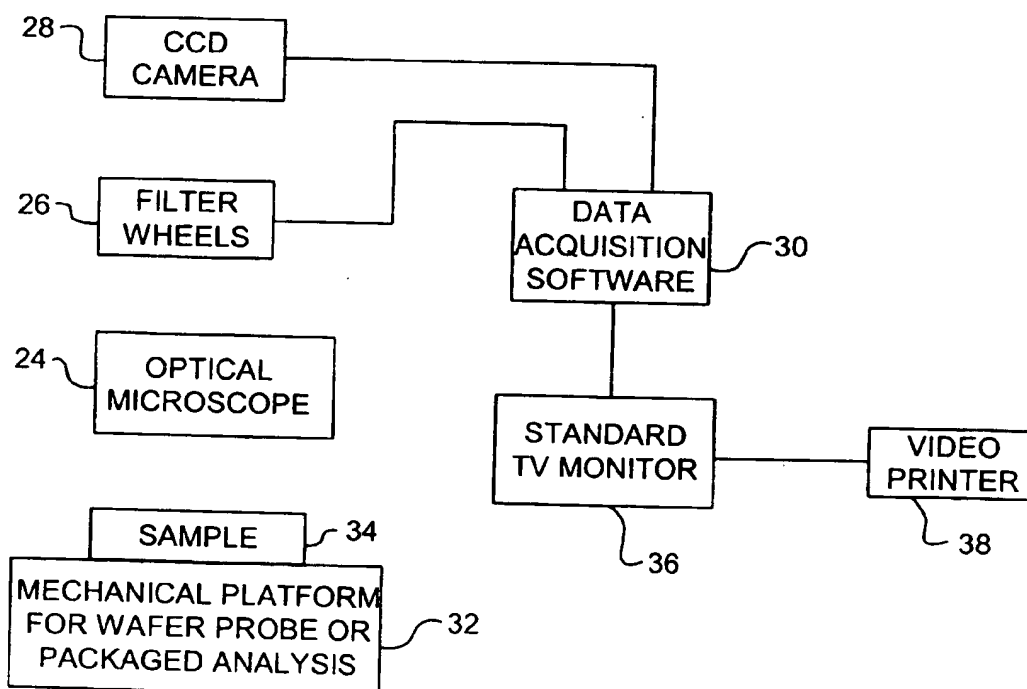 28
CCD
CAMERA
26
FILTER
WHEELS
DATA
ACQUISITION
SOFTWARE
30
24
OPTICAL
MICROSCOPE
STANDARD
TV MONITOR
36
VIDEO
PRINTER
38
SAMPLE
34
MECHANICAL PLATFORM
FOR WAFER PROBE OR
PACKAGED ANALYSIS
32